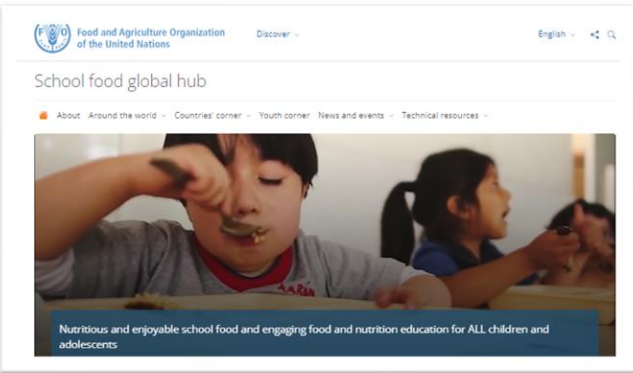 F O
Food and Agriculture Organization
of the United Nations
Discover
English
School food global hub
About Around the world Countries' corner Youth corner News and events Technical resources
AARON
Nutritious and enjoyable school food and engaging food and nutrition education for ALL children and
adolescents